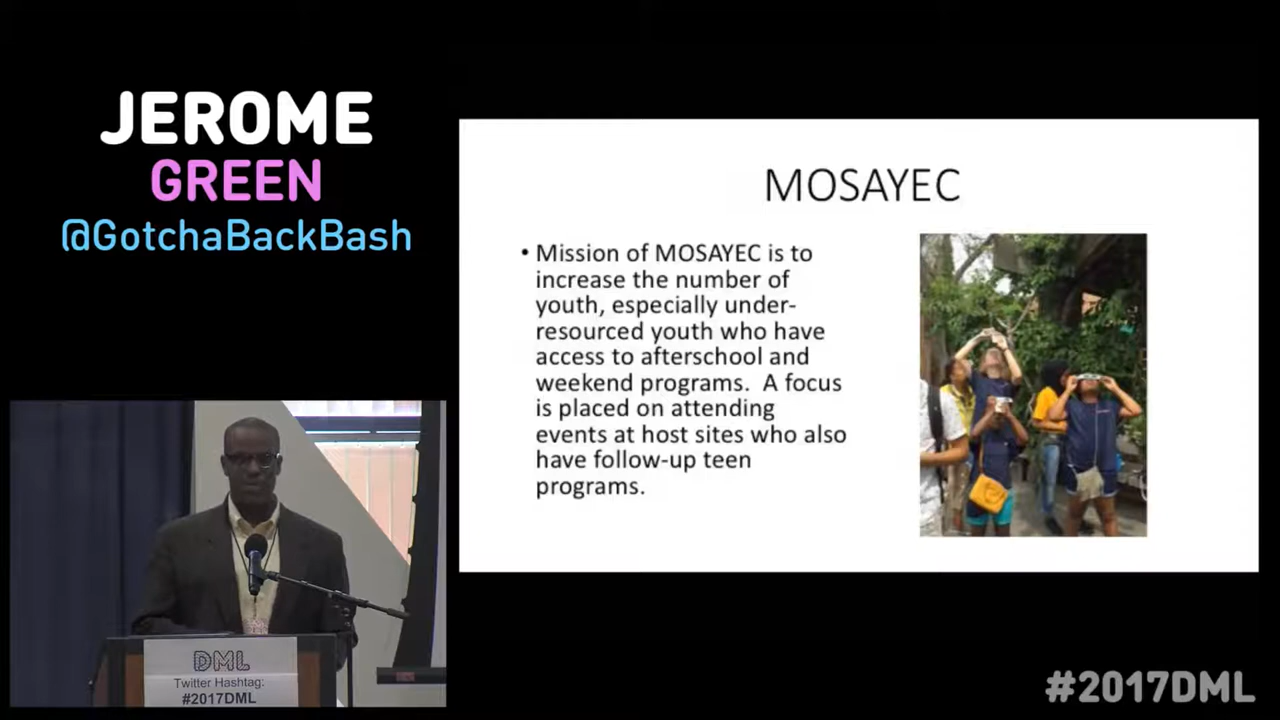 JEROME
GREEN
@GotchaBackBash
MOSAYEC
• Mission of MOSAYEC is to
increase the number of
youth, especially under-
resourced youth who have
access to afterschool and
weekend programs.  A focus
is placed on attending
events at host sites who also
have follow-up teen
programs.
DML
Twitter Hashtag:
#2017DML
#2017DML